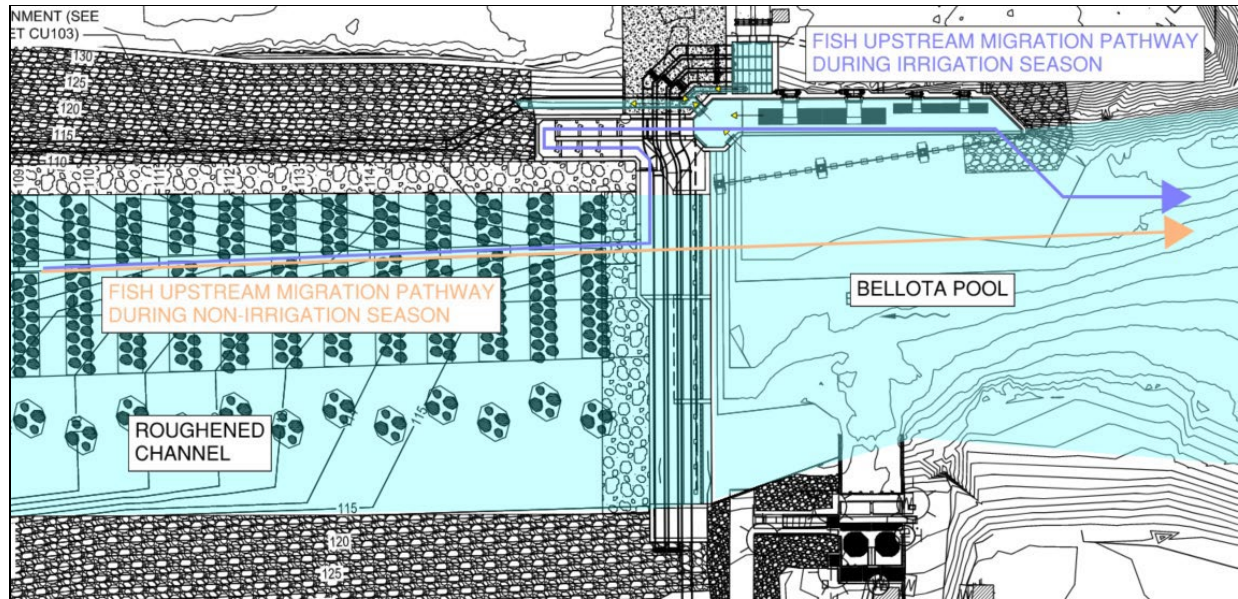 NMENT (SEE
ET CU103)
FISH UPSTREAM MIGRATION PATHWAY
DURING IRRIGATION SEASON
130
125
120
115
110
109
110
111
112
113
114
FISH UPSTREAM MIGRATION PATHWAY
DURING NON-IRRIGATION SEASON
BELLOTA POOL
ROUGHENED
CHANNEL
115
115
120
125